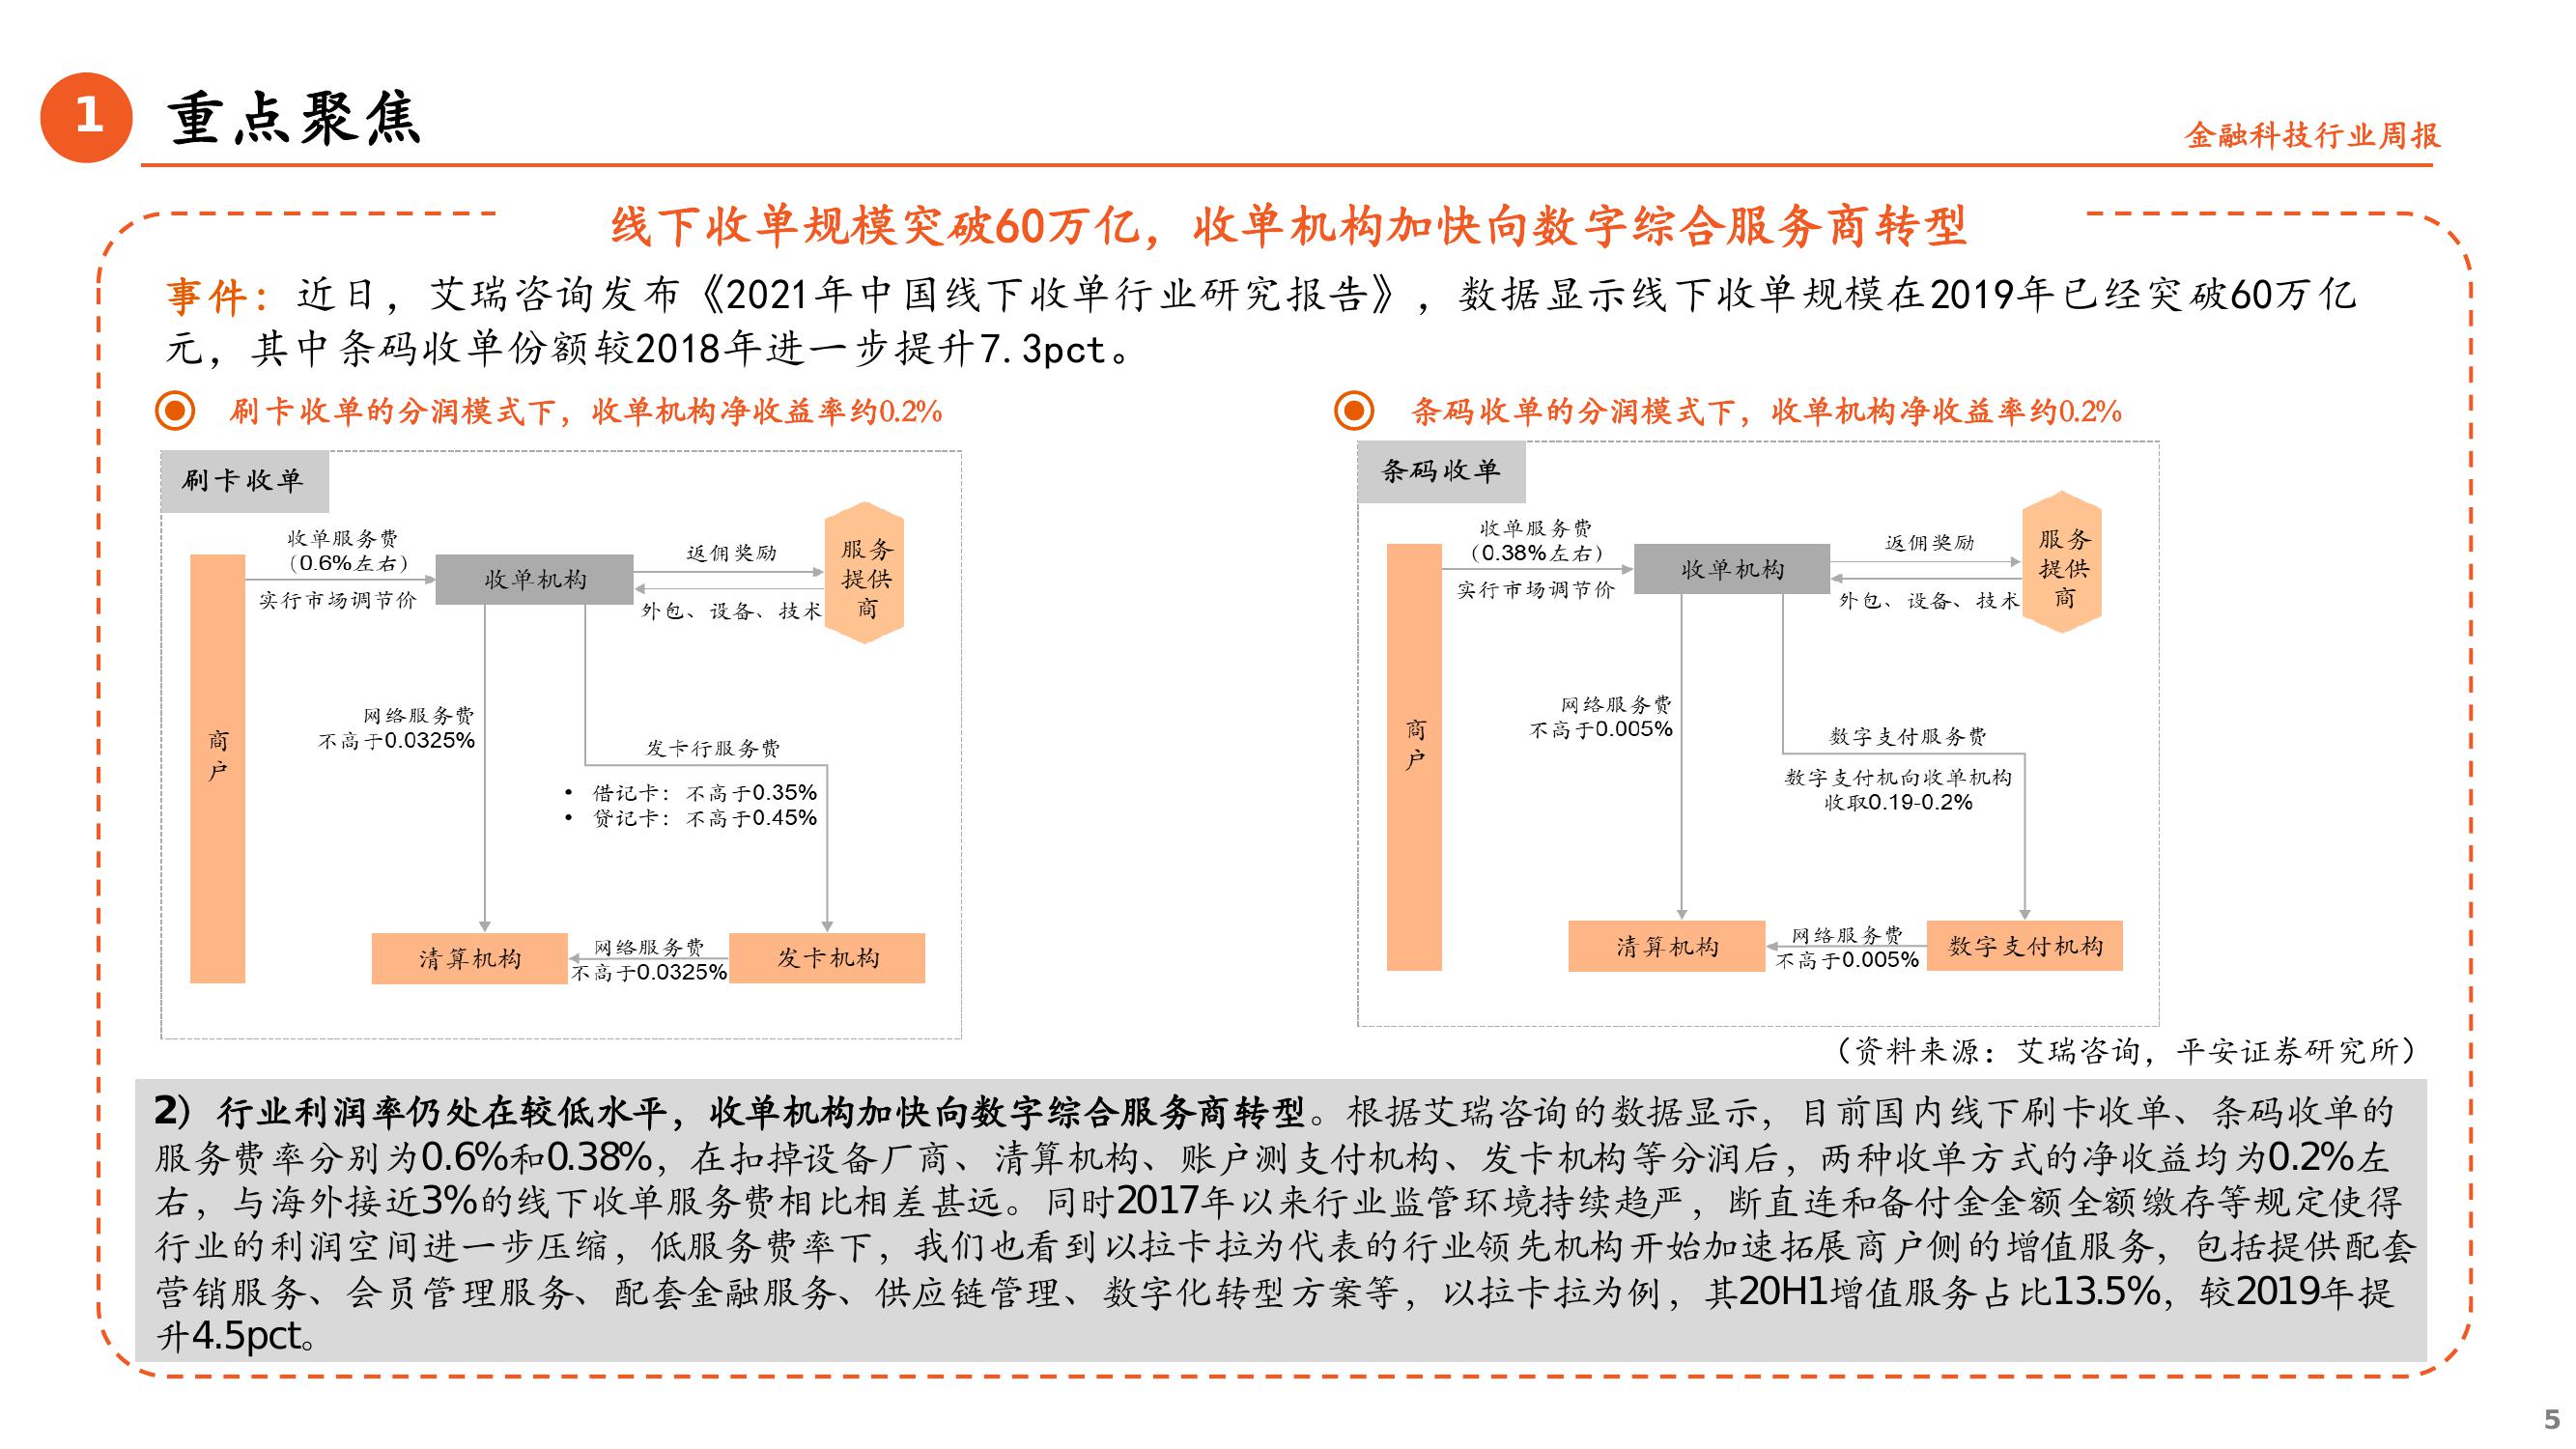 1
重点聚焦
金融科技行业周报
线下收单规模突破60万亿，收单机构加快向数字综合服务商转型
事件：近日，艾瑞咨询发布《2021年中国线下收单行业研究报告》，数据显示线下收单规模在2019年已经突破60万亿
元，其中条码收单份额较2018年进一步提升7.3pct。
刷卡收单的分润模式下，收单机构净收益率约0.2%
刷卡收单
收单服务费
（0.6%左右）
实行市场调节价
收单机构
返佣奖励
外包、设备、技术
服务
提供
商
商
户
网络服务费
不高于0.0325%
发卡行服务费
• 借记卡：不高于0.35%
• 贷记卡：不高于0.45%
清算机构
网络服务费
不高于0.0325%
发卡机构
条码收单的分润模式下，收单机构净收益率约0.2%
条码收单
收单服务费
（0.38%左右）
实行市场调节价
收单机构
返佣奖励
外包、设备、技术
服务
提供
商
商
户
网络服务费
不高于0.005%
数字支付服务费
数字支付机向收单机构
收取0.19-0.2%
清算机构
网络服务费
不高于0.005%
数字支付机构
（资料来源：艾瑞咨询，平安证券研究所）
2）行业利润率仍处在较低水平，收单机构加快向数字综合服务商转型。根据艾瑞咨询的数据显示，目前国内线下刷卡收单、条码收单的
服务费率分别为0.6%和0.38%，在扣掉设备厂商、清算机构、账户测支付机构、发卡机构等分润后，两种收单方式的净收益均为0.2%左
右，与海外接近3%的线下收单服务费相比相差甚远。同时2017年以来行业监管环境持续趋严，断直连和备付金金额全额缴存等规定使得
行业的利润空间进一步压缩，低服务费率下，我们也看到以拉卡拉为代表的行业领先机构开始加速拓展商户侧的增值服务，包括提供配套
营销服务、会员管理服务、配套金融服务、供应链管理、数字化转型方案等，以拉卡拉为例，其20H1增值服务占比13.5%，较2019年提
升4.5pct。
5